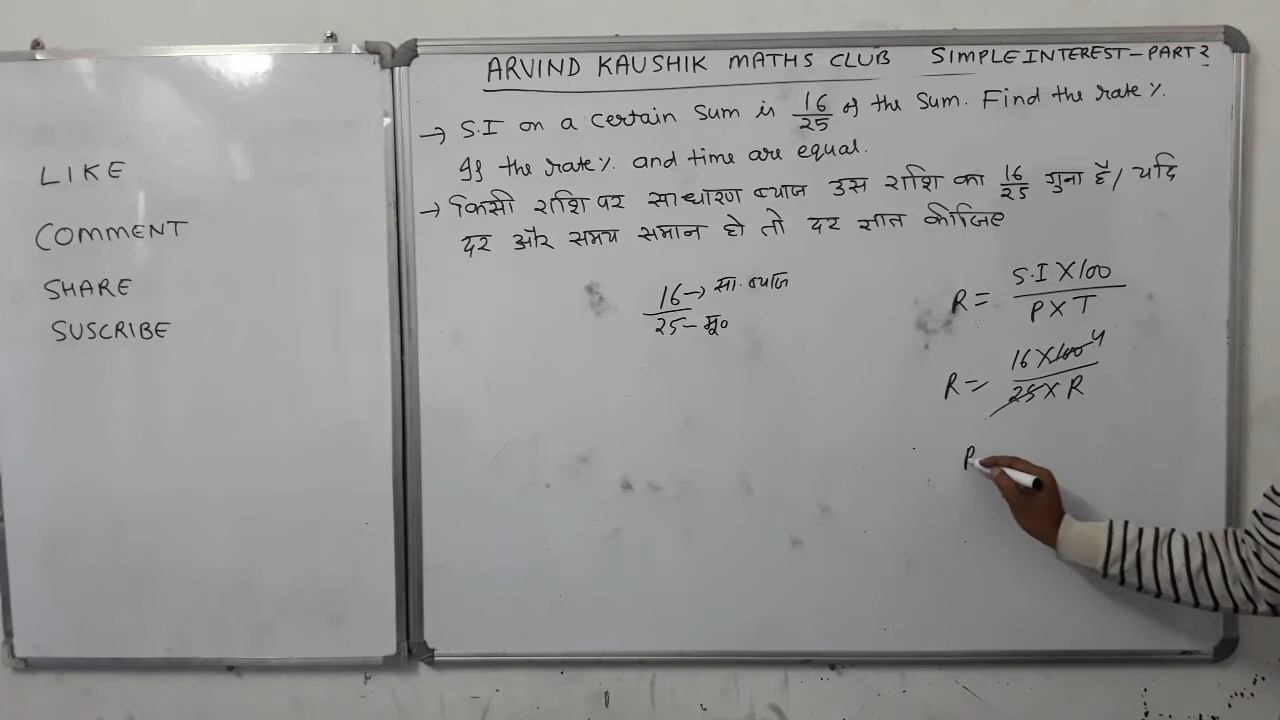 LIKE
COMMENT
SHARE
SUSCRIBE
ARVIND KAUSHIK MATHS CLUB SIMPLE INTEREST-PART 2
→ S.I on a certain sum is 16/25 of the sum. Find the rate %.
If the rate % and time are equal.
→ किसी राशि पर साधारण ब्याज उस राशि का 16/25 गुना है/ यदि
दर और समय समान हो तो दर ज्ञात कीजिए
16 → सा. ब्याज
25 – मू०
R = S.I X 100
P X T
R = 16 X 100 4
25 X R
R